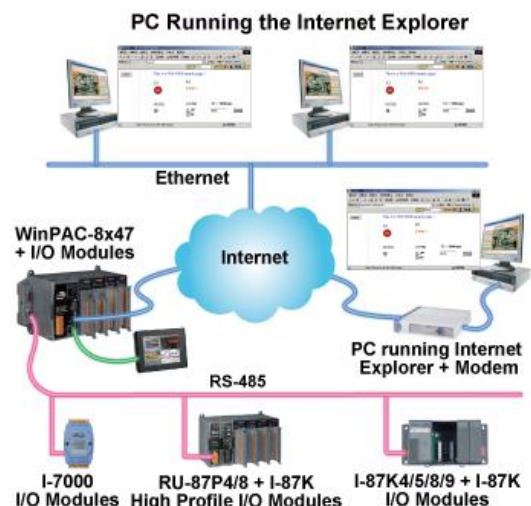 PC Running the Internet Explorer
Ethernet
WinPAC-8x47
+ I/O Modules
Internet
PC running Internet
Explorer + Modem
RS-485
I-7000
I/O Modules
RU-87P4/8 + I-87K
High Profile I/O Modules
I-87K4/5/8/9 + I-87K
I/O Modules